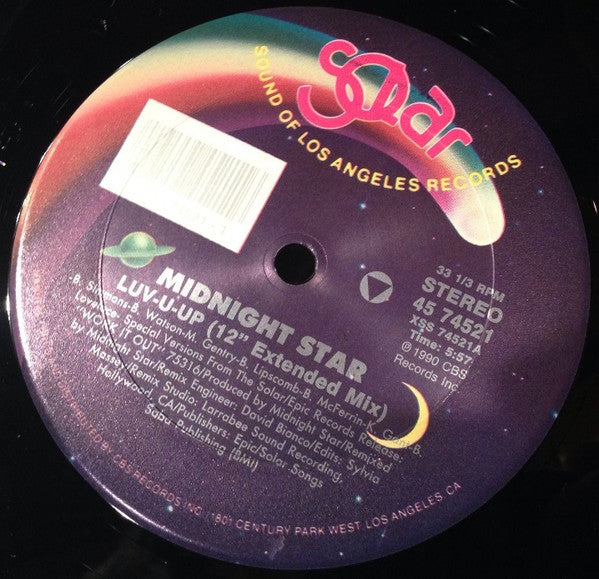 SOLAR
SOUND OF LOS ANGELES RECORDS
33 1/3 RPM
STEREO
45 74521
XSS 74521A
Time: 5:57
℗ 1990 CBS
Records Inc.
MIDNIGHT STAR
LUV-U-UP (12" Extended Mix)
-B. Simmons-B. Watson-M. Gentry-B. Lipscomb-B. McFerrin-K. Gant-B.
Lovelace- Special Versions From The Solar/Epic Records Release:
"WORK IT OUT" 75316/Produced by Midnight Star/Remixed
by Midnight Star/Remix Engineer: David Bianco/Edits: Sylvia
Massey/Remix Studio: Larrabee Sound Recording,
Hollywood, CA/Publishers: Epic/Solar Songs
Saba Publishing (BMI)
DISTRIBUTED BY CBS RECORDS INC. /1801 CENTURY PARK WEST, LOS ANGELES, CA